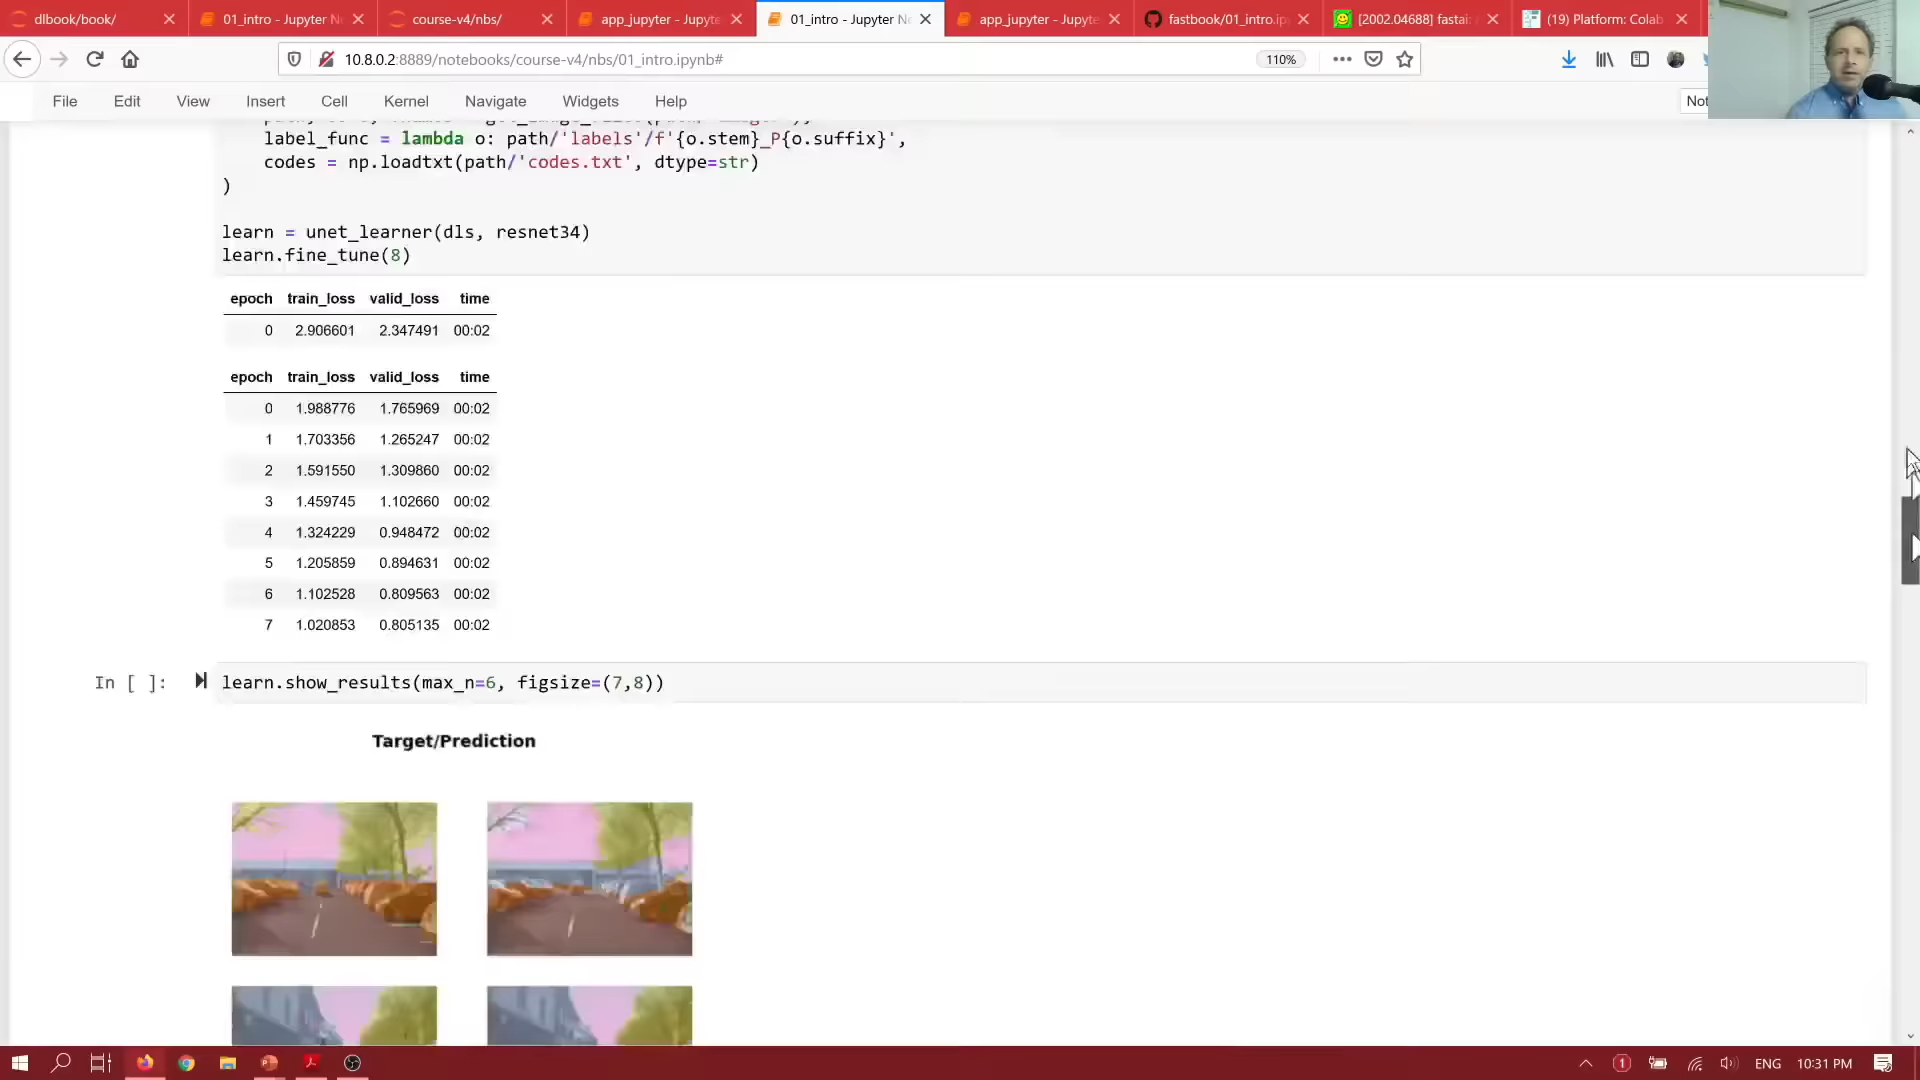 dlbook/book/
01_intro - Jupyter N
course-v4/nbs/
app_jupyter - Jupyte
01_intro - Jupyter N
app_jupyter - Jupyte
fastbook/01_intro.ip
[2002.04688] fastai:
(19) Platform: Colab
10.8.0.2:8889/notebooks/course-v4/nbs/01_intro.ipynb#
110%
File Edit View Insert Cell Kernel Navigate Widgets Help
Not
label_func = lambda o: path/'labels'/f'{o.stem}_P{o.suffix}',
codes = np.loadtxt(path/'codes.txt', dtype=str)
)
learn = unet_learner(dls, resnet34)
learn.fine_tune(8)
epoch train_loss valid_loss time
0 2.906601 2.347491 00:02
epoch train_loss valid_loss time
0 1.988776 1.765969 00:02
1 1.703356 1.265247 00:02
2 1.591550 1.309860 00:02
3 1.459745 1.102660 00:02
4 1.324229 0.948472 00:02
5 1.205859 0.894631 00:02
6 1.102528 0.809563 00:02
7 1.020853 0.805135 00:02
In [ ]: learn.show_results(max_n=6, figsize=(7,8))
Target/Prediction
1
ENG
10:31 PM